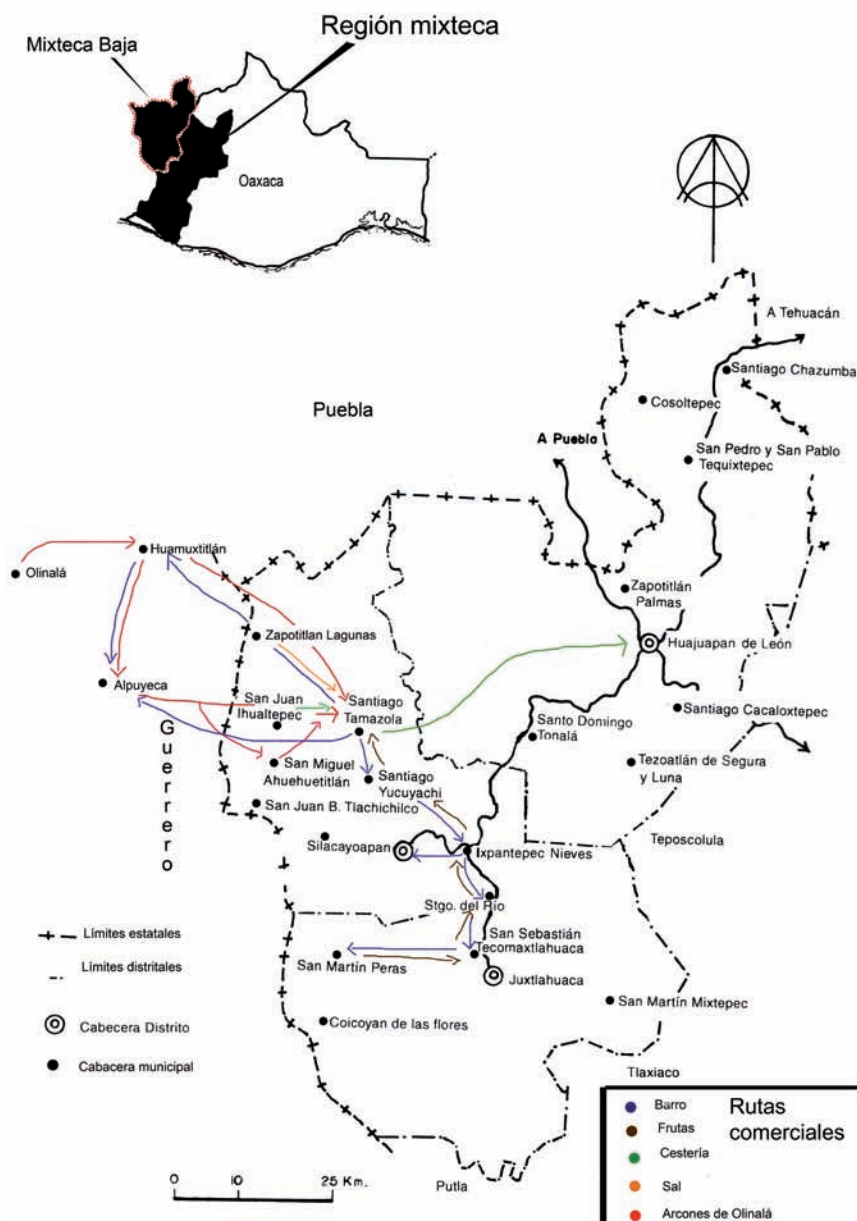 Región mixteca
Mixteca Baja
Oaxaca
A Tehuacán
Santiago Chazumba
Cosoltepec
Puebla
A Puebla
San Pedro y San Pablo
Tequixtepec
Huamuxtitlán
Olinalá
Zapotitlán
Palmas
Zapotitlan Lagunas
Huajuapan de León
Alpuyeca
San Juan
Ihualtepec
Santiago
Tamazola
Santiago Cacaloxtepec
Santo Domingo
Tonalá
Guerrero
San Miguel
Ahuehuetitlán
Santiago
Yucuyachi
Tezoatlán de Segura
y Luna
San Juan B. Tlachichilco
Teposcolula
Silacayoapan
Ixpantepec Nieves
Stgo. del Río
San Sebastián
Tecomaxtlahuaca
San Martín Peras
Juxtlahuaca
San Martín Mixtepec
Coicoyan de las flores
Tlaxiaco
Putla
Límites estatales
Límites distritales
Cabecera Distrito
Cabacera municipal
0 10 25 Km.
Rutas
comerciales
Barro
Frutas
Cestería
Sal
Arcones de Olinalá